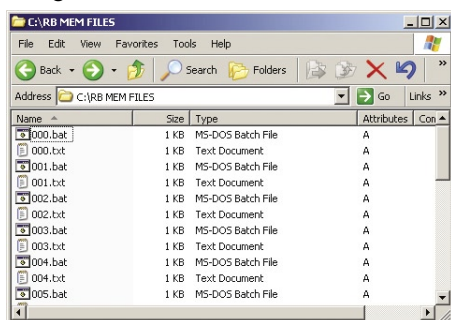 C:\RB MEM FILES
File Edit View Favorites Tools Help
Back Search Folders »
Address C:\RB MEM FILES Go Links »
Name Size Type Attributes Con
000.bat 1 KB MS-DOS Batch File A
000.txt 1 KB Text Document A
001.bat 1 KB MS-DOS Batch File A
001.txt 1 KB Text Document A
002.bat 1 KB MS-DOS Batch File A
002.txt 1 KB Text Document A
003.bat 1 KB MS-DOS Batch File A
003.txt 1 KB Text Document A
004.bat 1 KB MS-DOS Batch File A
004.txt 1 KB Text Document A
005.bat 1 KB MS-DOS Batch File A